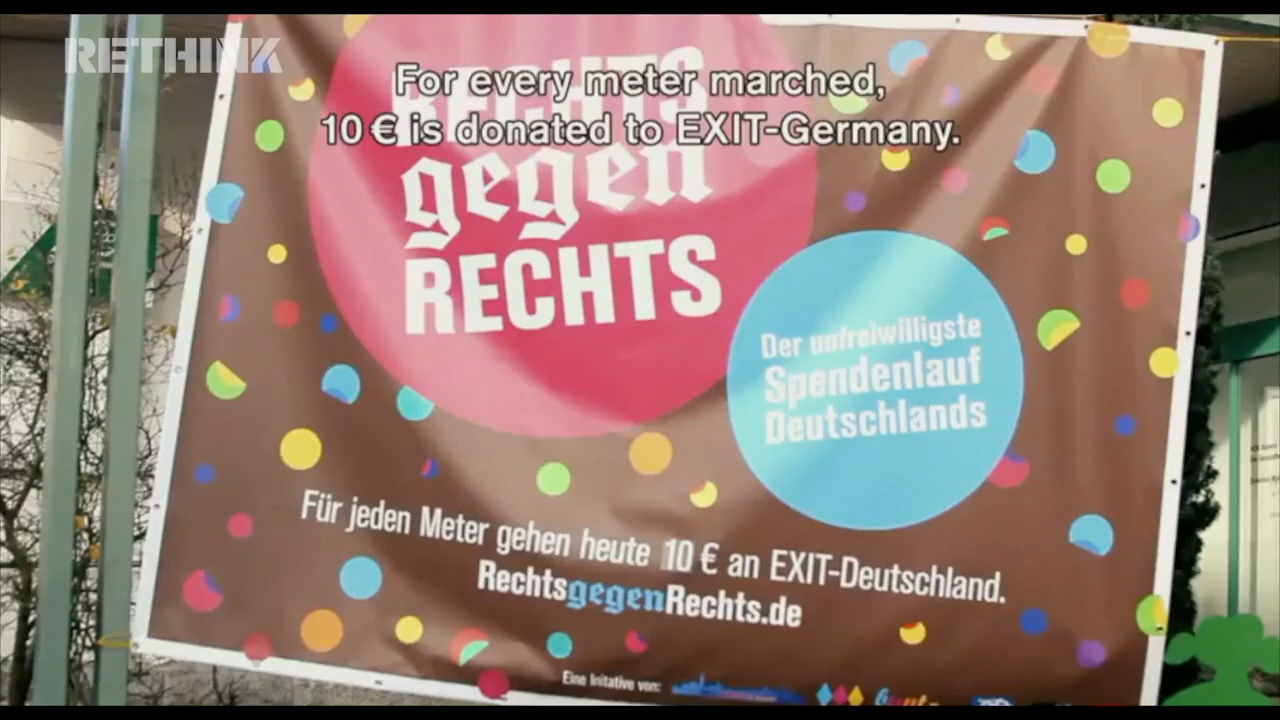 RETHINK
For every meter marched,
10 € is donated to EXIT-Germany.
RECHTS
gegen
RECHTS
Der unfreiwilligste
Spendenlauf
Deutschlands
Für jeden Meter gehen heute 10 € an EXIT-Deutschland.
RechtsgegenRechts.de
Eine Initative von: